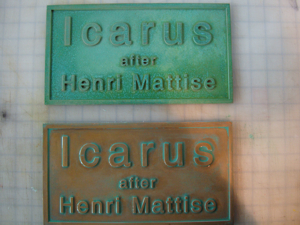 Icarus
after
Henri Mattise
Icarus
after
Henri Mattise